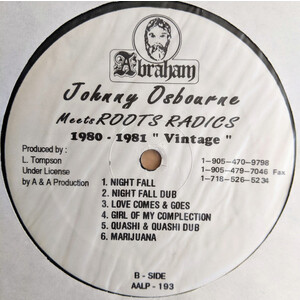 Abraham
Johnny Osbourne
Meets ROOTS RADICS
1980 - 1981 " Vintage "
Produced by :
L. Tompson
Under License
by A & A Production
1-905-470-9798
1-905-479-7046 Fax
1-718-526-5234
1. NIGHT FALL
2. NIGHT FALL DUB
3. LOVE COMES & GOES
4. GIRL OF MY COMPLECTION
5. QUASHI & QUASHI DUB
6. MARIJUANA
B - SIDE
AALP - 193